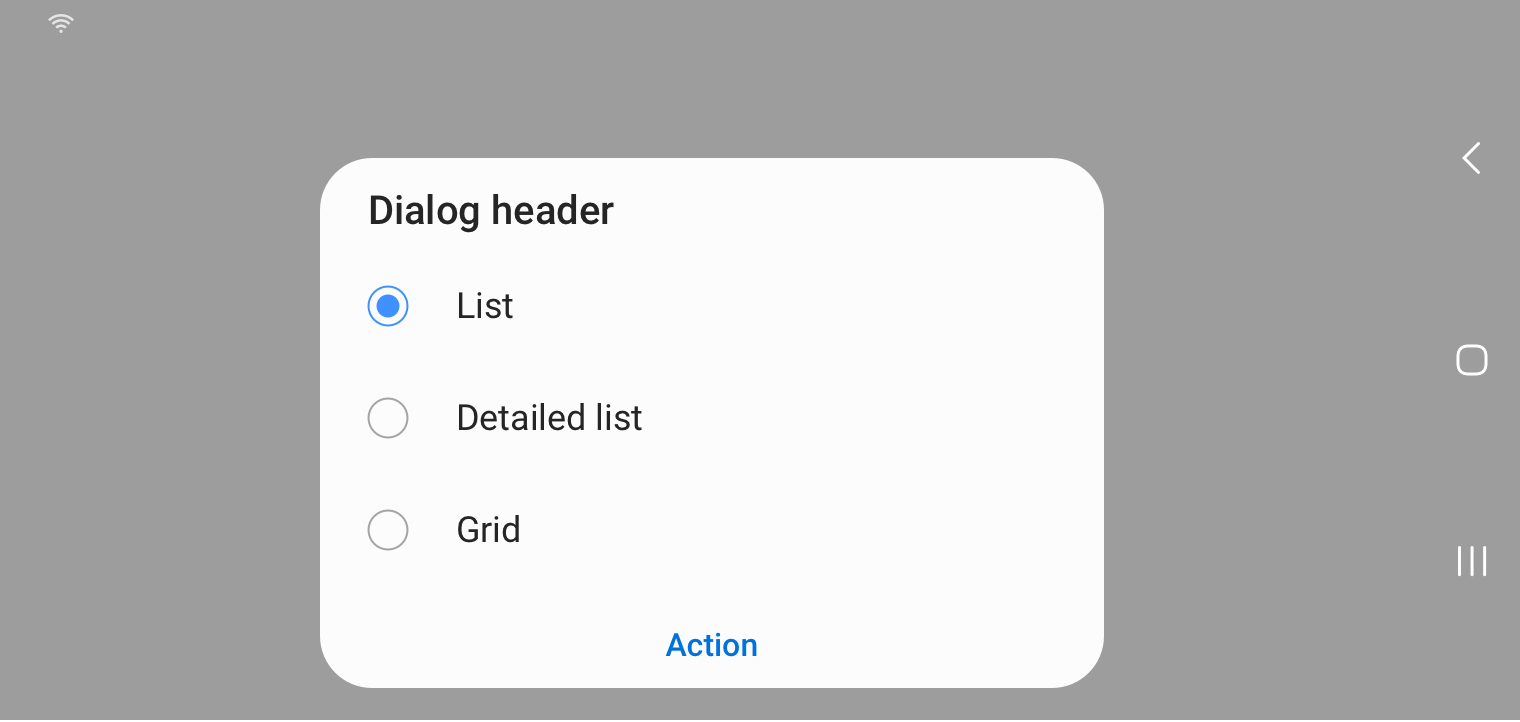 Dialog header
List
Detailed list
Grid
Action